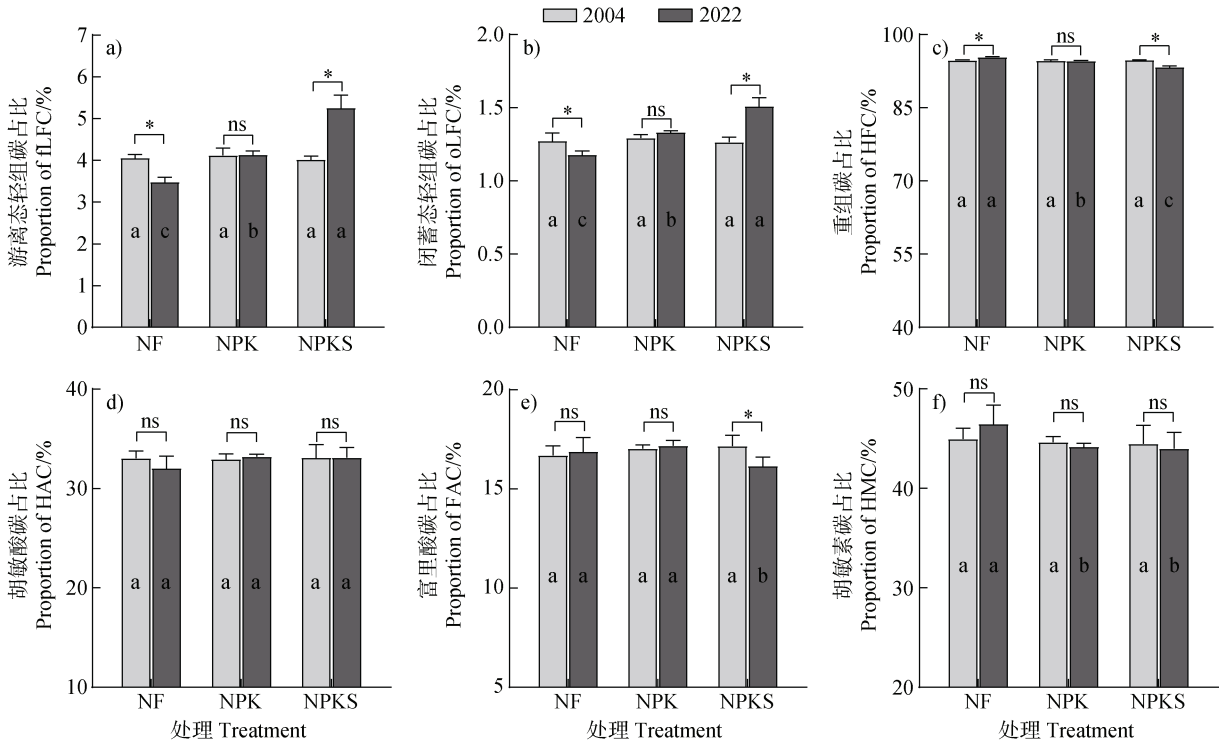 2004 2022
a)
游离态轻组碳占比
Proportion of fLFC/%
7
6
5
4
3
2
1
0
* ns *
a c a b a a
NF NPK NPKS
b)
闭蓄态轻组碳占比
Proportion of oLFC/%
2.0
1.5
1.0
0.5
0.0
* ns *
a c a b a a
NF NPK NPKS
c)
重组碳占比
Proportion of HFC/%
100
85
70
55
40
* ns *
a a a b a c
NF NPK NPKS
d)
胡敏酸碳占比
Proportion of HAC/%
40
30
20
10
ns ns ns
a a a a a a
NF NPK NPKS
处理 Treatment
e)
富里酸碳占比
Proportion of FAC/%
20
15
10
5
ns ns *
a a a a a b
NF NPK NPKS
处理 Treatment
f)
胡敏素碳占比
Proportion of HMC/%
50
40
30
20
ns ns ns
a a a b a b
NF NPK NPKS
处理 Treatment